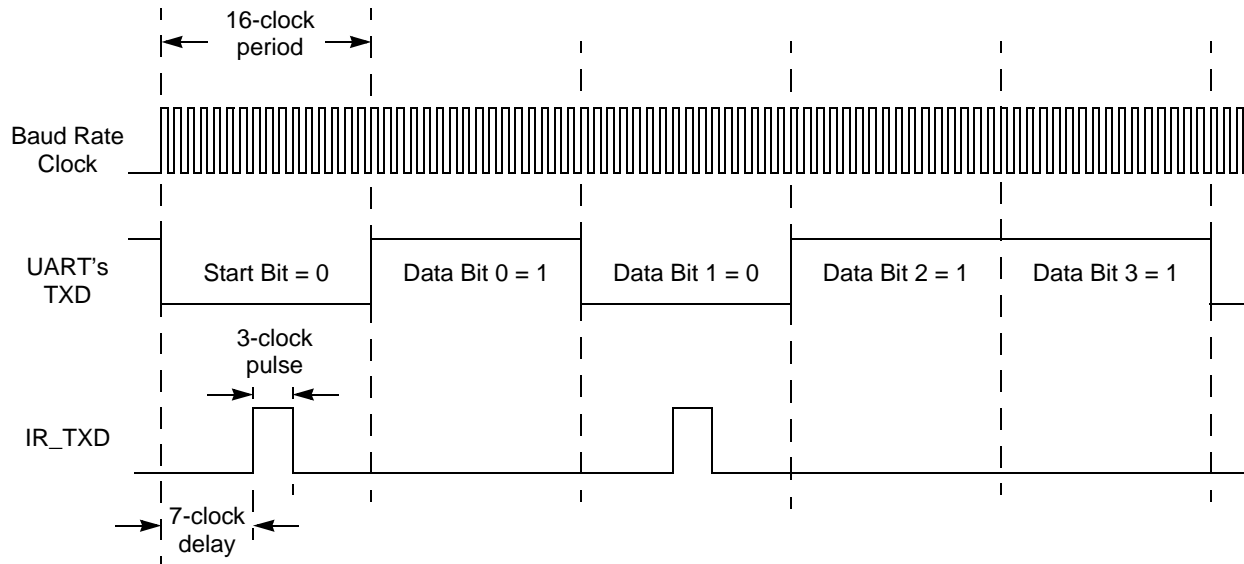 16-clock
period
Baud Rate
Clock
UART's
TXD
Start Bit = 0
Data Bit 0 = 1
Data Bit 1 = 0
Data Bit 2 = 1
Data Bit 3 = 1
3-clock
pulse
IR_TXD
7-clock
delay